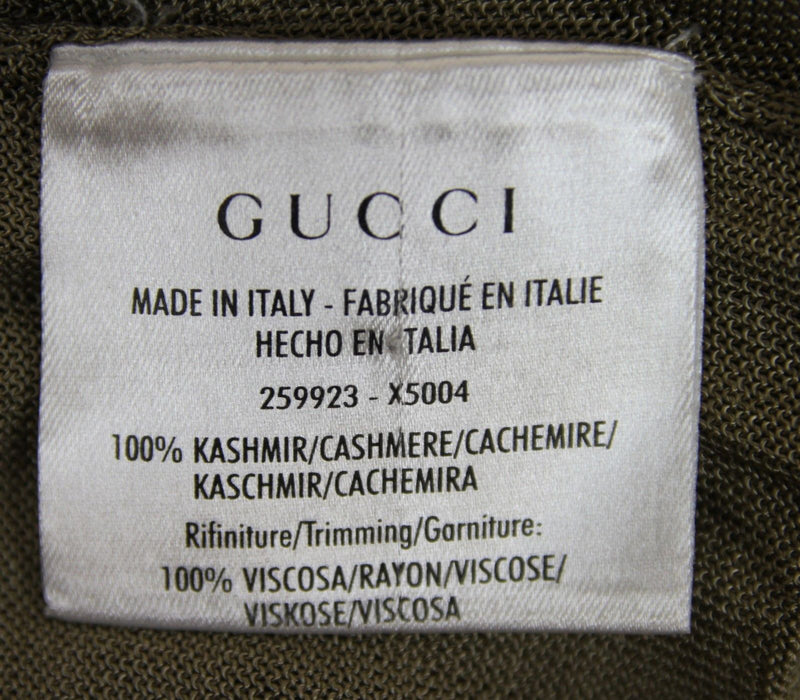 GUCCI
MADE IN ITALY - FABRIQUÉ EN ITALIE
HECHO EN TALIA
259923 - X5004
100% KASHMIR/CASHMERE/CACHEMIRE/
KASCHMIR/CACHEMIRA
Rifiniture/Trimming/Garniture:
100% VISCOSA/RAYON/VISCOSE/
VISKOSE/VISCOSA